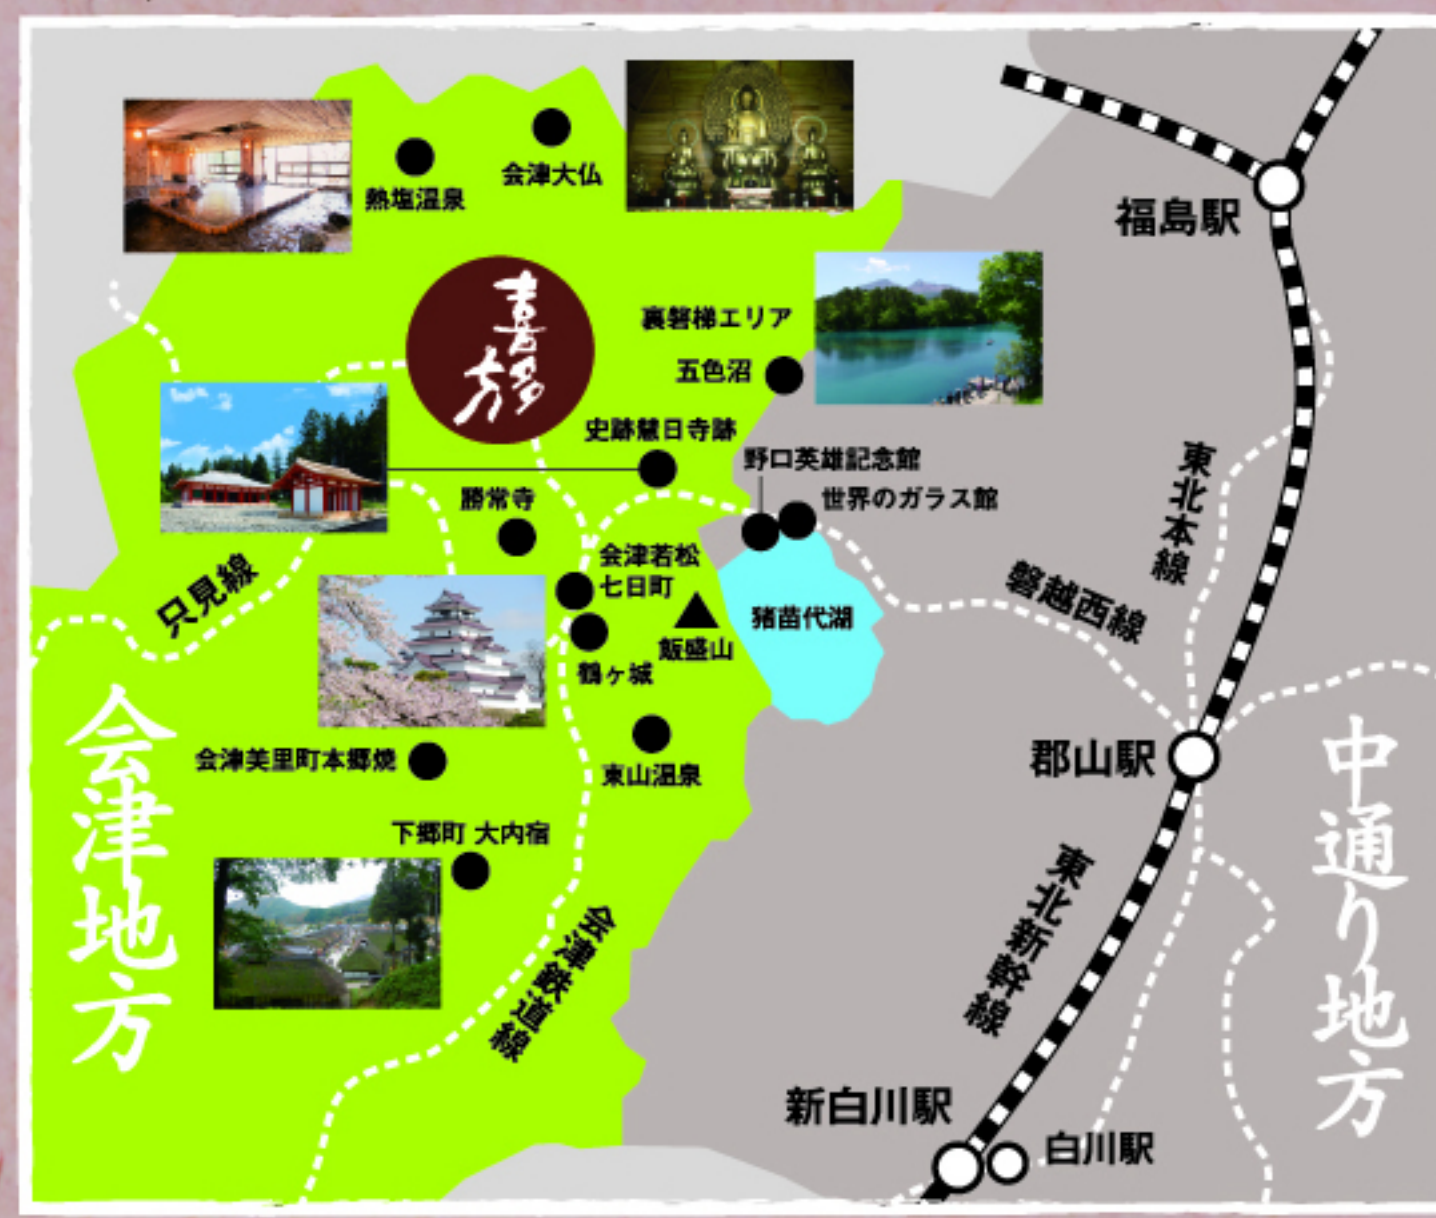 熱塩温泉
会津大仏
福島駅
喜多方
裏磐梯エリア
五色沼
史跡慧日寺跡
野口英雄記念館
世界のガラス館
勝常寺
会津若松
七日町
只見線
東北本線
磐越西線
猪苗代湖
飯盛山
鶴ヶ城
会津美里町本郷焼
東山温泉
郡山駅
下郷町 大内宿
会津地方
中通り地方
会津鉄道線
東北新幹線
新白川駅
白川駅